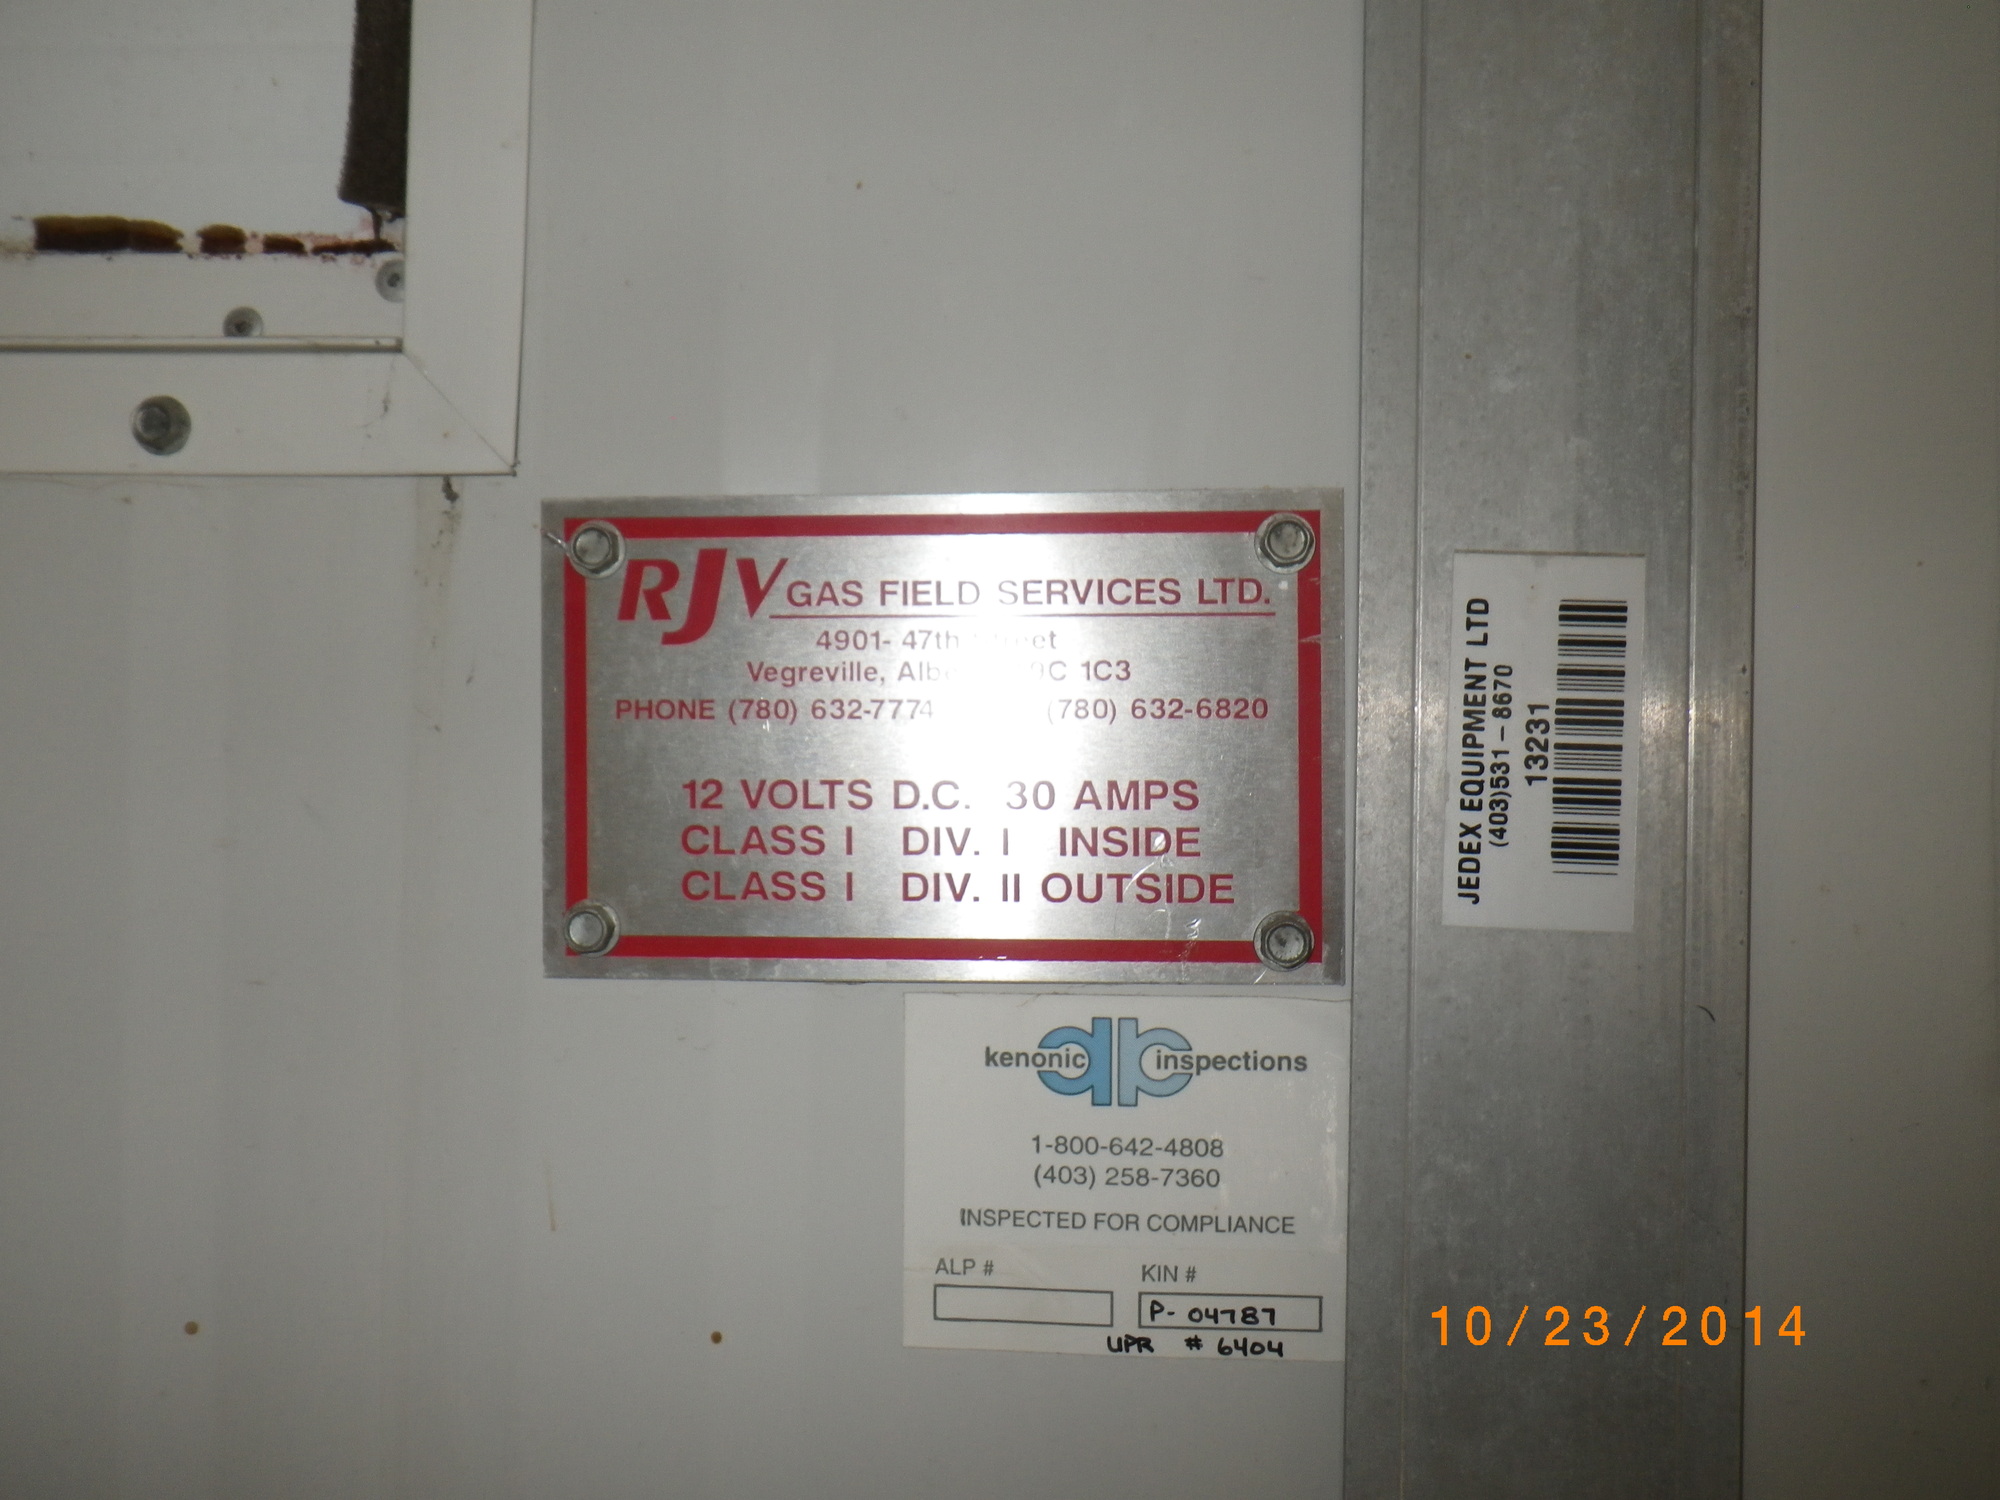 RJV GAS FIELD SERVICES LTD.
4901- 47th
Vegreville, 1C3
PHONE (780) 632-7774 (780) 632-6820
12 VOLTS D.C. 30 AMPS
CLASS I DIV. I INSIDE
CLASS I DIV. II OUTSIDE
JEDEX EQUIPMENT LTD
(403)531-8670
13231
kenonic inspections
1-800-642-4808
(403) 258-7360
INSPECTED FOR COMPLIANCE
ALP # KIN #
P- 04787
UPR # 6404
10/23/2014